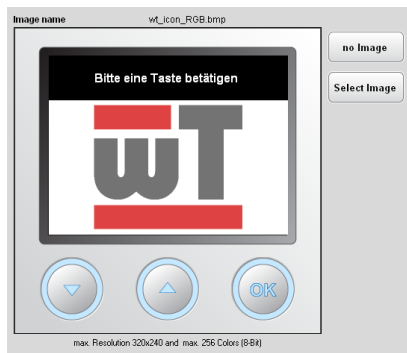 Image name wt_icon_RGB.bmp
no Image
Bitte eine Taste betätigen
Select Image
wT
OK
max. Resolution 320x240 and max. 256 Colors (8-Bit)